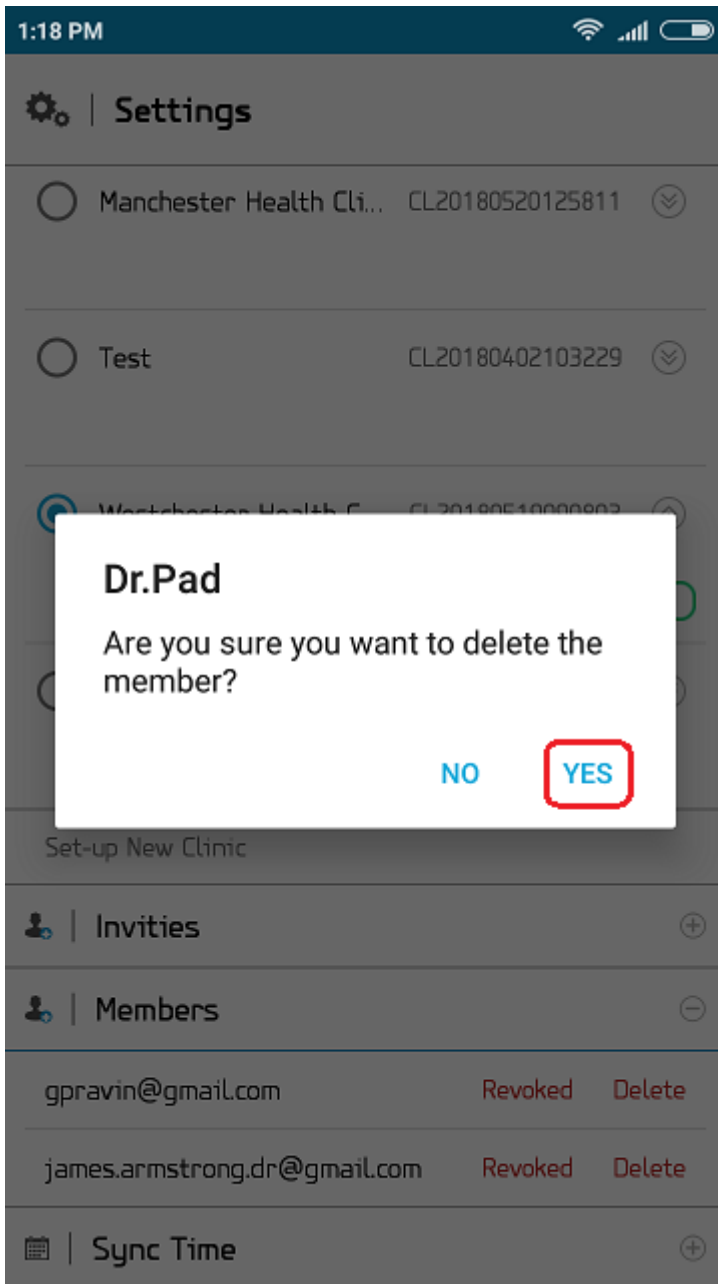 1:18 PM
Settings
Manchester Health Cli... CL20180520125811
Test CL20180402103229
Westchester Health C...
Dr.Pad
Are you sure you want to delete the
member?
NO YES
Set-up New Clinic
Invities
Members
gpravin@gmail.com Revoked Delete
james.armstrong.dr@gmail.com Revoked Delete
Sync Time